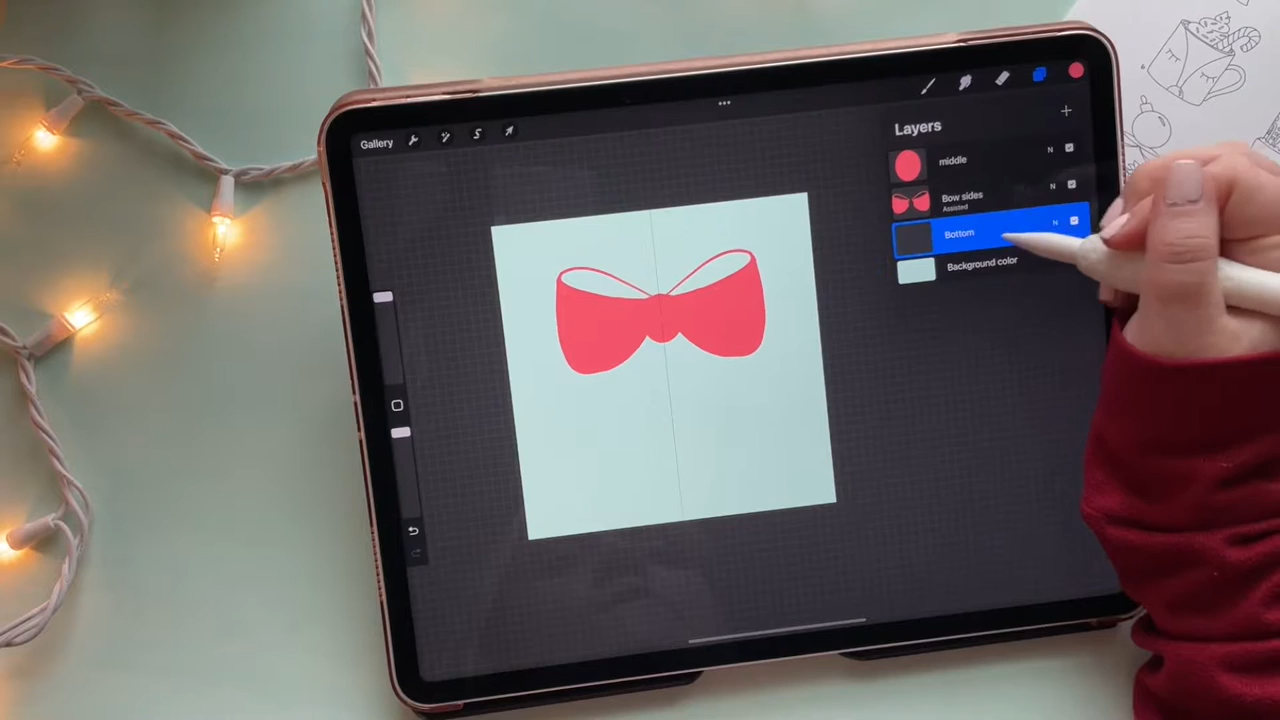 Gallery
Layers
middle
N
Bow sides
Assisted
N
Bottom
N
Background color